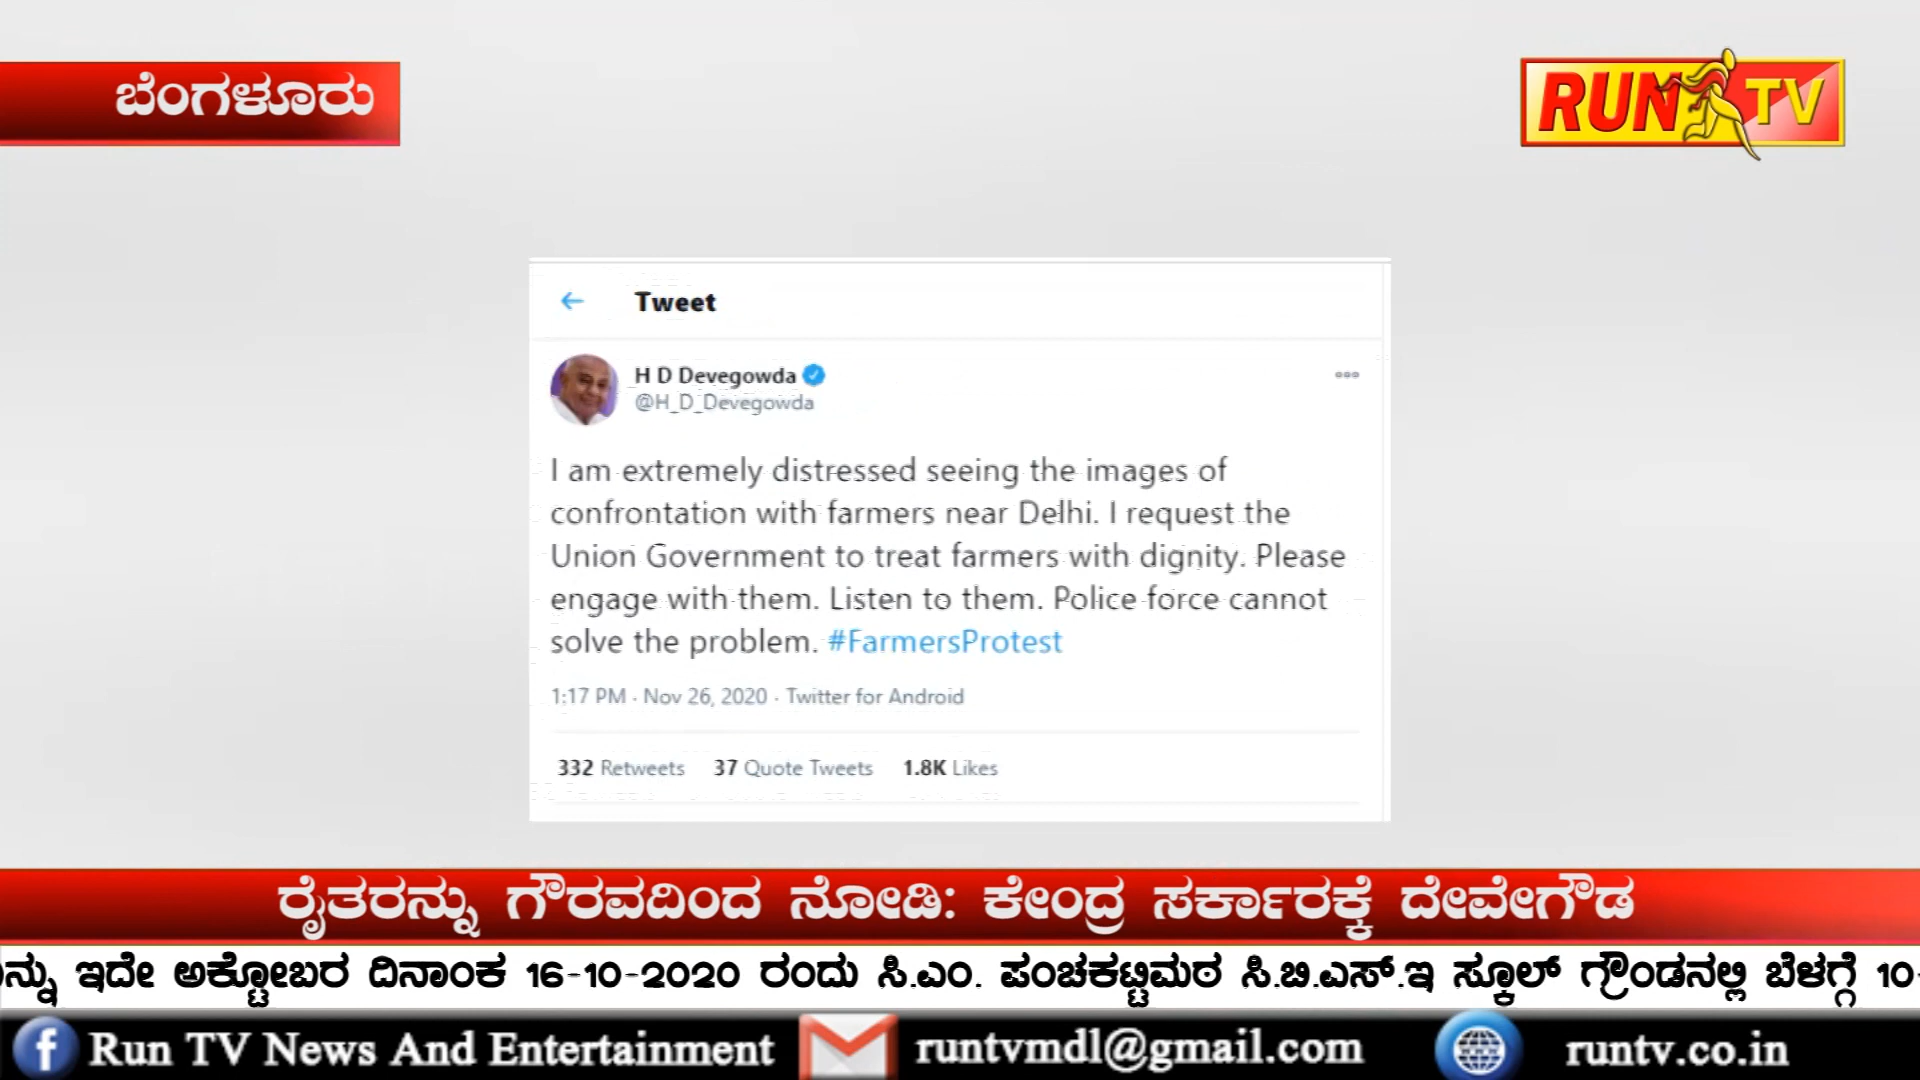 ಬೆಂಗಳೂರು
RUN TV
Tweet
H D Devegowda
@H_D_Devegowda
I am extremely distressed seeing the images of
confrontation with farmers near Delhi. I request the
Union Government to treat farmers with dignity. Please
engage with them. Listen to them. Police force cannot
solve the problem. #FarmersProtest
1:17 PM · Nov 26, 2020 · Twitter for Android
332 Retweets 37 Quote Tweets 1.8K Likes
ರೈತರನ್ನು ಗೌರವದಿಂದ ನೋಡಿ: ಕೇಂದ್ರ ಸರ್ಕಾರಕ್ಕೆ ದೇವೇಗೌಡ
ಇದೇ ಅಕ್ಟೋಬರ ದಿನಾಂಕ 16-10-2020 ರಂದು ಸಿ.ಎಂ. ಪಂಚಕಟ್ಟಿಮಠ ಸಿ.ಬಿ.ಎಸ್.ಇ ಸ್ಕೂಲ್ ಗ್ರೌಂಡನಲ್ಲಿ ಬೆಳಗ್ಗೆ 10
Run TV News And Entertainment runtvmdl@gmail.com runtv.co.in